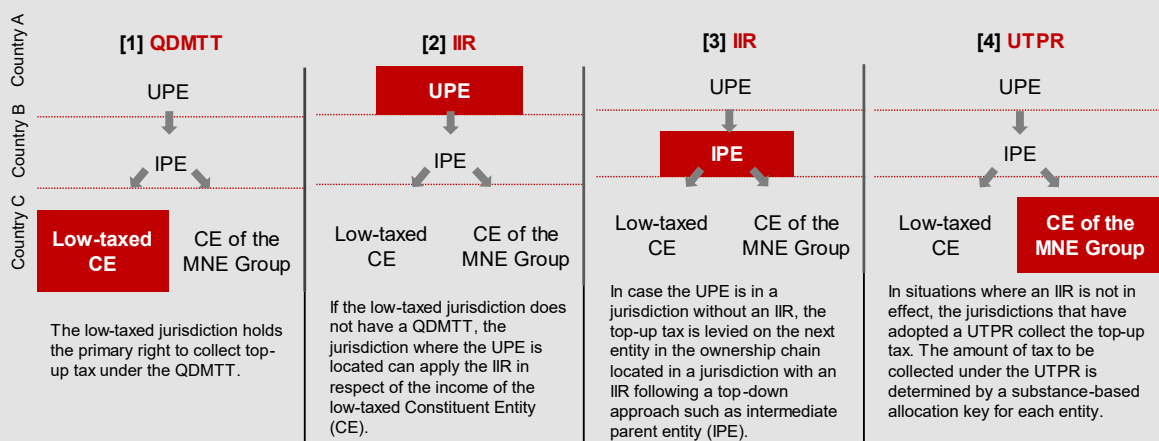 Country A
Country B
Country C
[1] QDMTT
UPE
IPE
Low-taxed
CE
CE of the
MNE Group
The low-taxed jurisdiction holds
the primary right to collect top-
up tax under the QDMTT.
[2] IIR
UPE
IPE
Low-taxed
CE
CE of the
MNE Group
If the low-taxed jurisdiction does
not have a QDMTT, the
jurisdiction where the UPE is
located can apply the IIR in
respect of the income of the
low-taxed Constituent Entity
(CE).
[3] IIR
UPE
IPE
Low-taxed
CE
CE of the
MNE Group
In case the UPE is in a
jurisdiction without an IIR, the
top-up tax is levied on the next
entity in the ownership chain
located in a jurisdiction with an
IIR following a top-down
approach such as intermediate
parent entity (IPE).
[4] UTPR
UPE
IPE
Low-taxed
CE
CE of the
MNE Group
In situations where an IIR is not in
effect, the jurisdictions that have
adopted a UTPR collect the top-up
tax. The amount of tax to be
collected under the UTPR is
determined by a substance-based
allocation key for each entity.